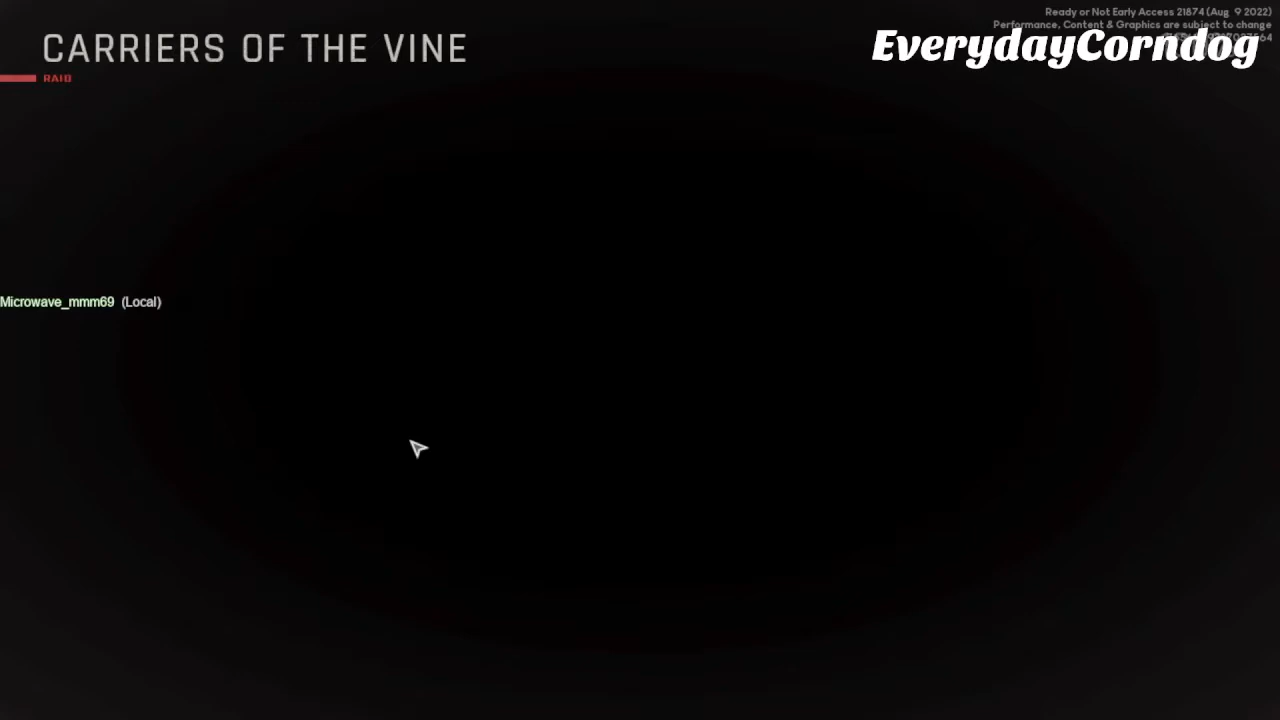 Ready or Not Early Access 21874 (Aug 9 2022)
Performance, Content & Graphics are subject to change
CARRIERS OF THE VINE
EverydayCorndog
RAID
Microwave_mmm69 (Local)